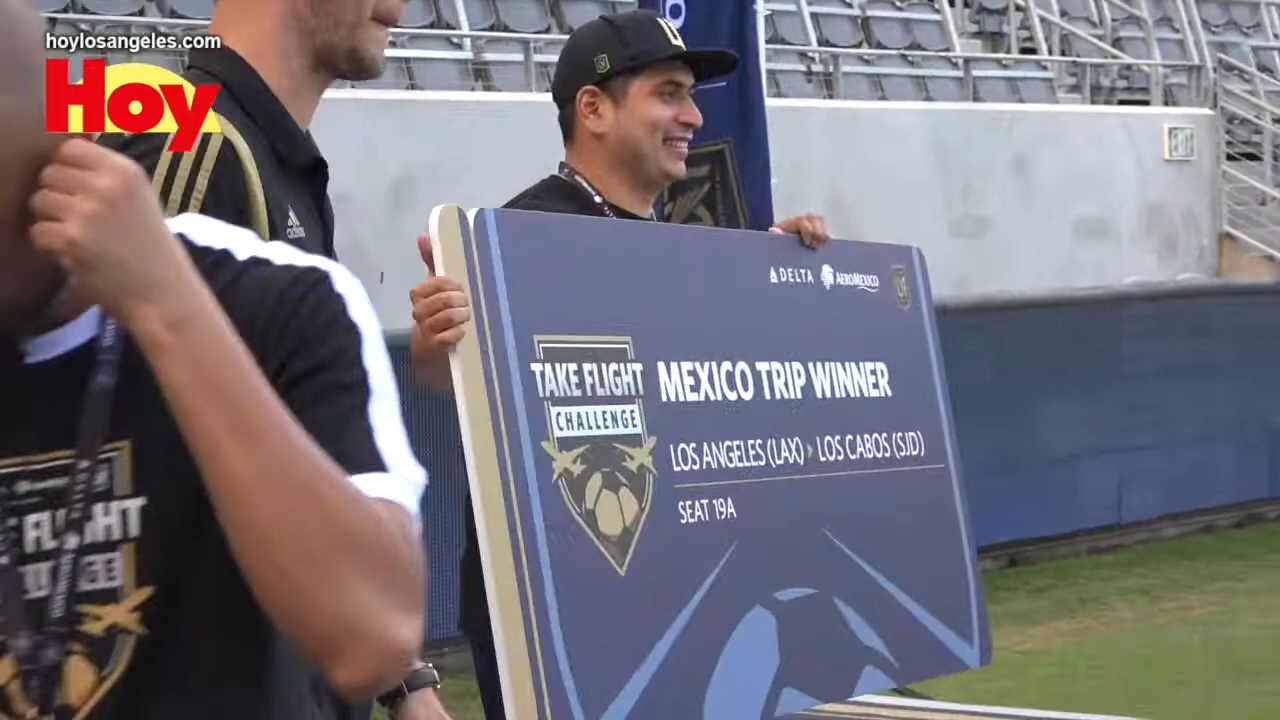 hoylosangeles.com
Hoy
adidas
EXIT
DELTA AEROMEXICO
TAKE FLIGHT
CHALLENGE
MEXICO TRIP WINNER
LOS ANGELES (LAX) LOS CABOS (SJD)
SEAT 19A